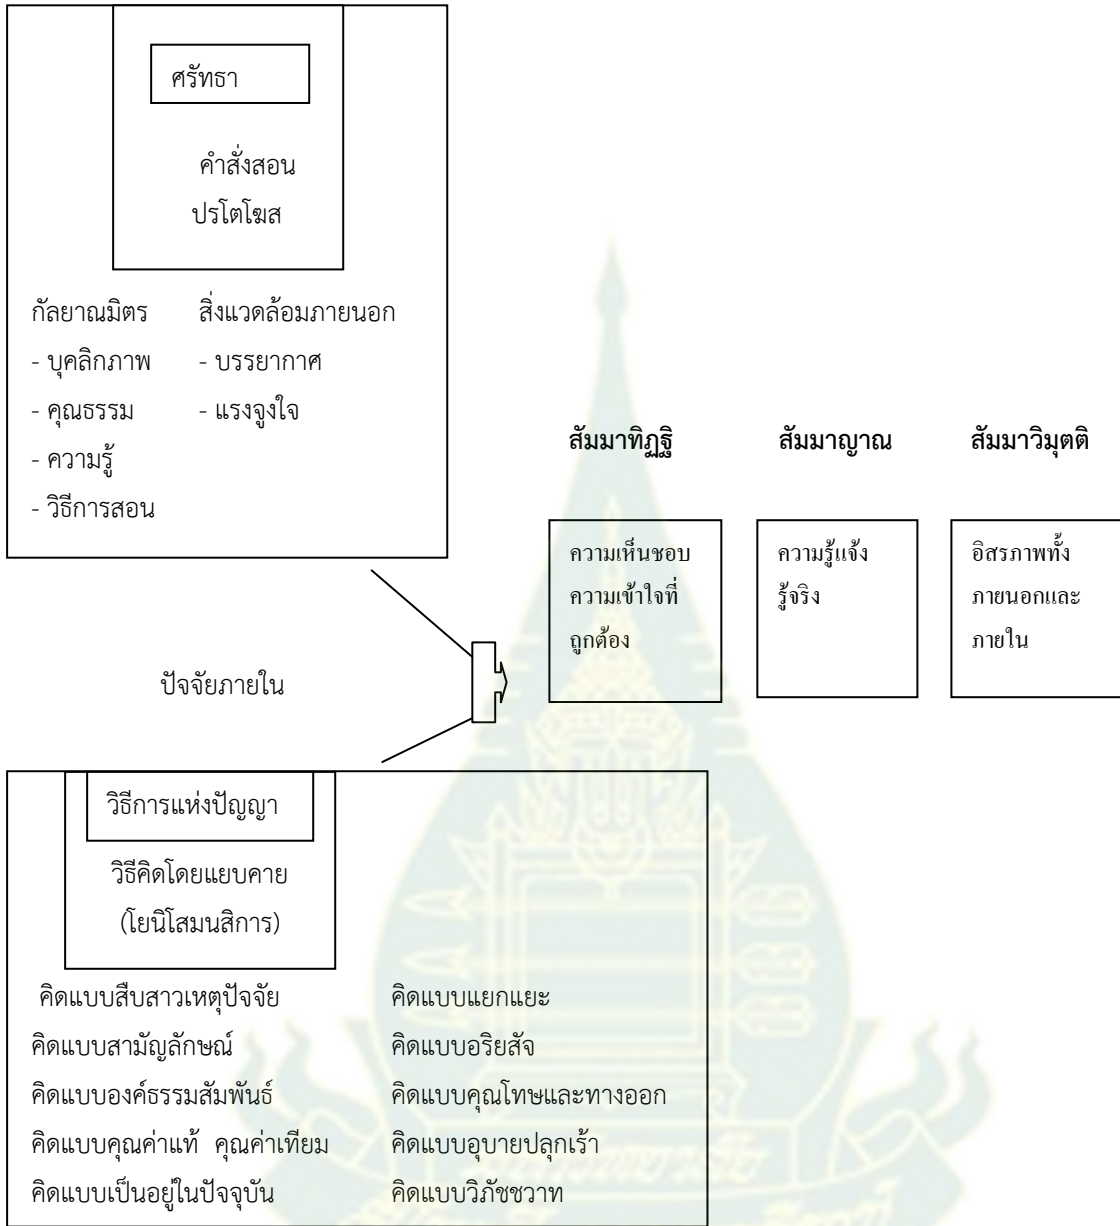 ศรัทธา
คำสั่งสอน
ปรโตโฆส
กัลยาณมิตร สิ่งแวดล้อมภายนอก
- บุคลิกภาพ - บรรยากาศ
- คุณธรรม - แรงจูงใจ
- ความรู้
- วิธีการสอน
สัมมาทิฏฐิ สัมมาญาณ สัมมาวิมุตติ
ความเห็นชอบ
ความเข้าใจที่
ถูกต้อง
ความรู้แจ้ง
รู้จริง
อิสรภาพทั้ง
ภายนอกและ
ภายใน
ปัจจัยภายใน
วิธีการแห่งปัญญา
วิธีคิดโดยแยบคาย
(โยนิโสมนสิการ)
คิดแบบสืบสาวเหตุปัจจัย คิดแบบแยกแยะ
คิดแบบสามัญลักษณ์ คิดแบบอริยสัจ
คิดแบบองค์ธรรมสัมพันธ์ คิดแบบคุณโทษและทางออก
คิดแบบคุณค่าแท้ คุณค่าเทียม คิดแบบอุบายปลุกเร้า
คิดแบบเป็นอยู่ในปัจจุบัน คิดแบบวิภัชชวาท